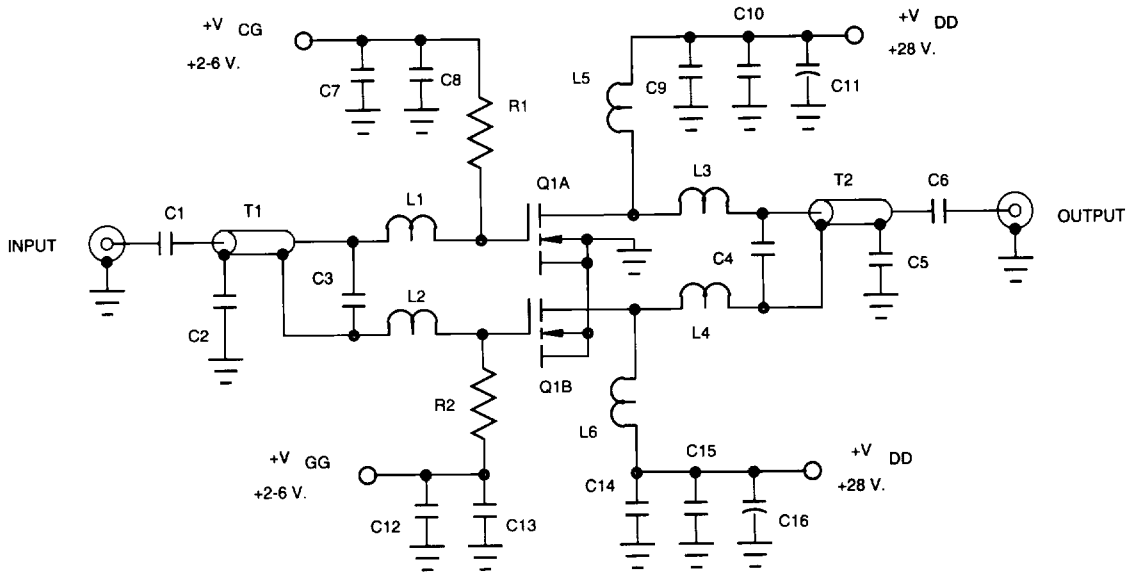 +V CG
+2-6 V.
C7
C8
R1
L5
C9
C10
C11
+V DD
+28 V.
INPUT
C1
T1
C2
C3
L1
L2
Q1A
Q1B
L3
L4
C4
T2
C5
C6
OUTPUT
R2
+V GG
+2-6 V.
C12
C13
L6
C14
C15
C16
+V DD
+28 V.